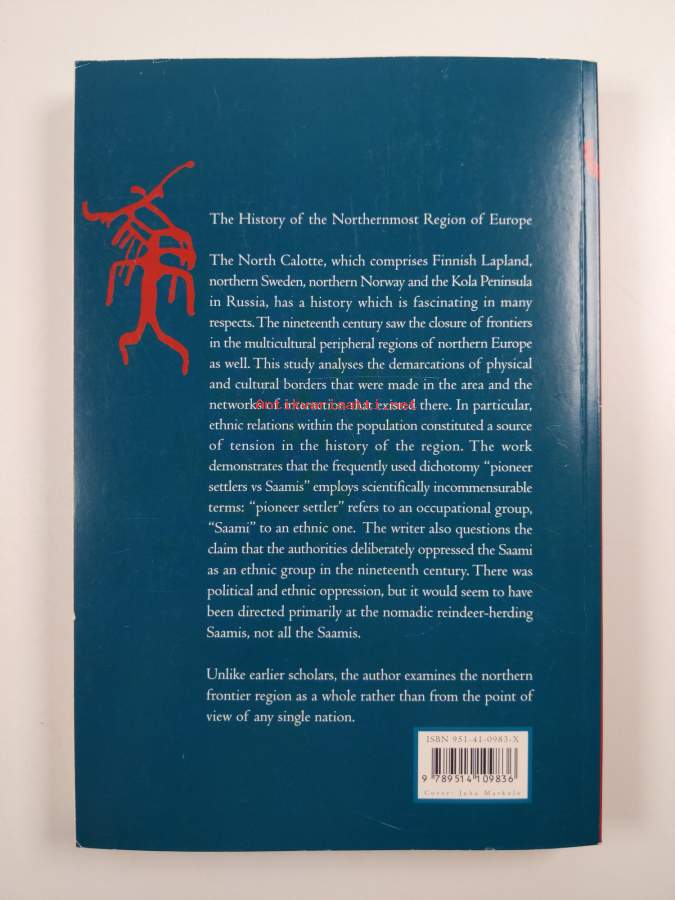 The History of the Northernmost Region of Europe
The North Calotte, which comprises Finnish Lapland,
northern Sweden, northern Norway and the Kola Peninsula
in Russia, has a history which is fascinating in many
respects. The nineteenth century saw the closure of frontiers
in the multicultural peripheral regions of northern Europe
as well. This study analyses the demarcations of physical
and cultural borders that were made in the area and the
networks of interaction that existed there. In particular,
ethnic relations within the population constituted a source
of tension in the history of the region. The work
demonstrates that the frequently used dichotomy “pioneer
settlers vs Saamis” employs scientifically incommensurable
terms: “pioneer settler” refers to an occupational group,
“Saami” to an ethnic one. The writer also questions the
claim that the authorities deliberately oppressed the Saami
as an ethnic group in the nineteenth century. There was
political and ethnic oppression, but it would seem to have
been directed primarily at the nomadic reindeer-herding
Saamis, not all the Saamis.
Unlike earlier scholars, the author examines the northern
frontier region as a whole rather than from the point of
view of any single nation.
ISBN 951-41-0983-X
9 789514 109836
Cover: Juha Markula